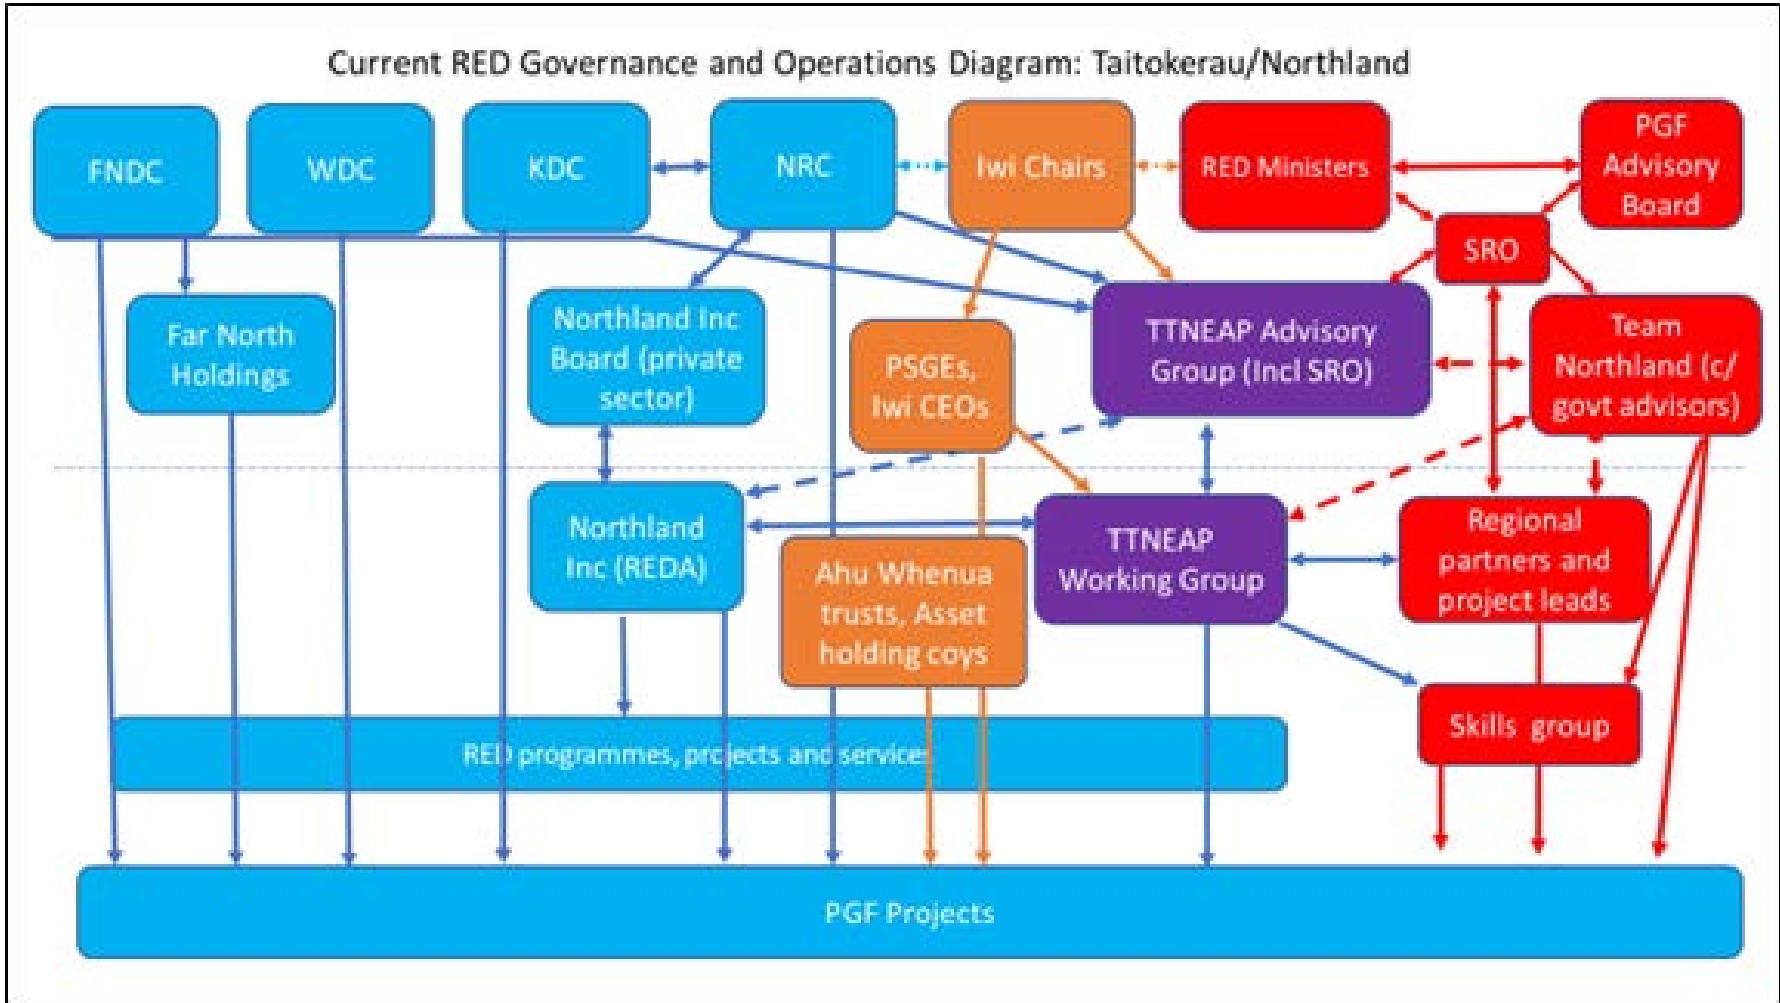 Current RED Governance and Operations Diagram: Taitokerau/Northland
FNDC
WDC
KDC
NRC
Iwi Chairs
RED Ministers
PGF
Advisory
Board
SRO
Far North
Holdings
Northland Inc
Board (private
sector)
PSGEs,
Iwi CEOs
TTNEAP Advisory
Group (Incl SRO)
Team
Northland (c/
govt advisors)
Northland
Inc (REDA)
Ahu Whenua
trusts, Asset
holding coys
TTNEAP
Working Group
Regional
partners and
project leads
Skills group
RED programmes, projects and services
PGF Projects